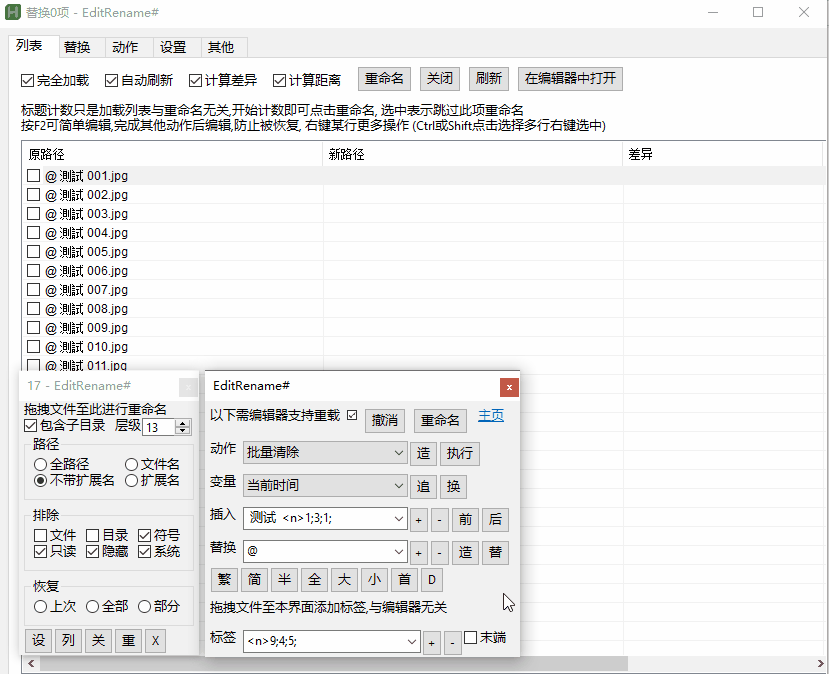 替换0项 - EditRename#
列表 替换 动作 设置 其他
完全加载 自动刷新 计算差异 计算距离 重命名 关闭 刷新 在编辑器中打开
标题计数只是加载列表与重命名无关,开始计数即可点击重命名, 选中表示跳过此项重命名
按F2可简单编辑,完成其他动作后编辑,防止被恢复, 右键某行更多操作 (Ctrl或Shift点击选择多行右键选中)
原路径 新路径 差异
@ 測試 001.jpg
@ 測試 002.jpg
@ 測試 003.jpg
@ 測試 004.jpg
@ 測試 005.jpg
@ 測試 006.jpg
@ 測試 007.jpg
@ 測試 008.jpg
@ 測試 009.jpg
@ 測試 010.jpg
@ 測試 011.jpg
17 - EditRename#
拖拽文件至此进行重命名
包含子目录 层级 13
路径
全路径 文件名
不带扩展名 扩展名
排除
文件 目录 符号
只读 隐藏 系统
恢复
上次 全部 部分
设 列 关 重 X
EditRename#
x
以下需编辑器支持重载 撤消 重命名 主页
动作 批量清除 造 执行
变量 当前时间 追 换
插入 测试 <n>1;3;1; + - 前 后
替换 @ + - 造 替
繁 简 半 全 大 小 首 D
拖拽文件至本界面添加标签,与编辑器无关
标签 <n>9;4;5; + - 末端